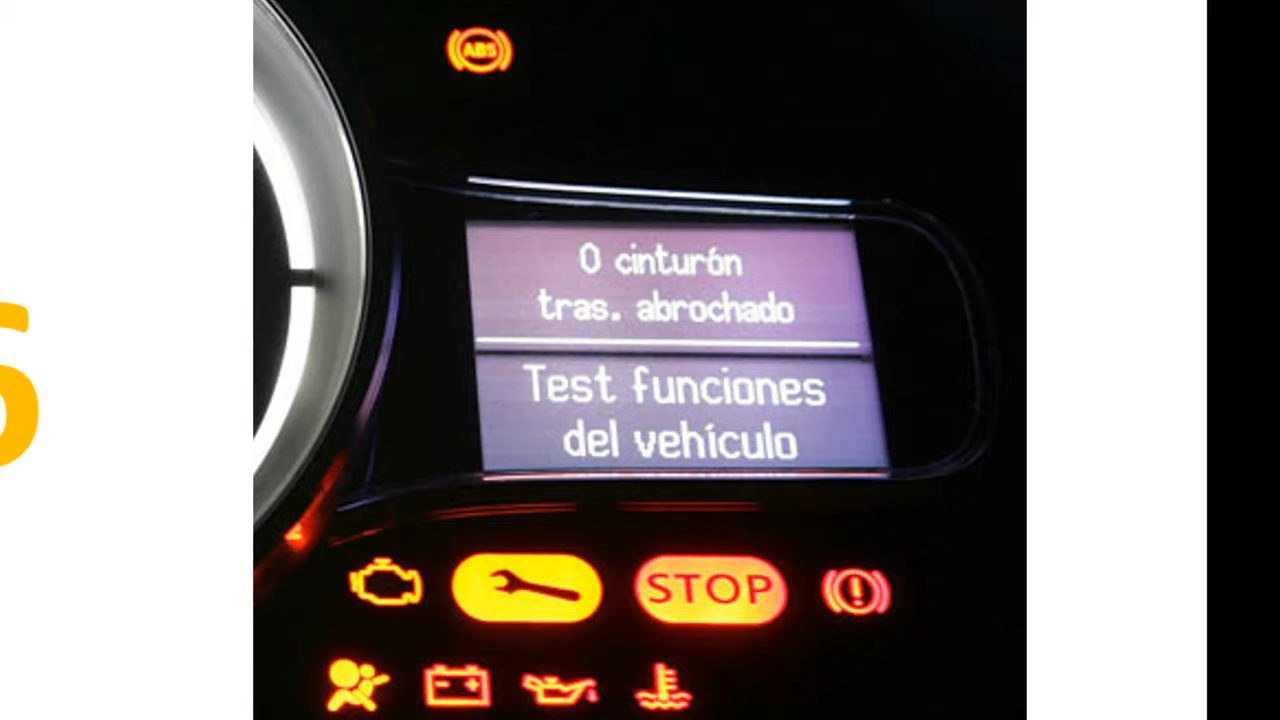 ABS
0 cinturón
tras. abrochado
Test funciones
del vehículo
STOP